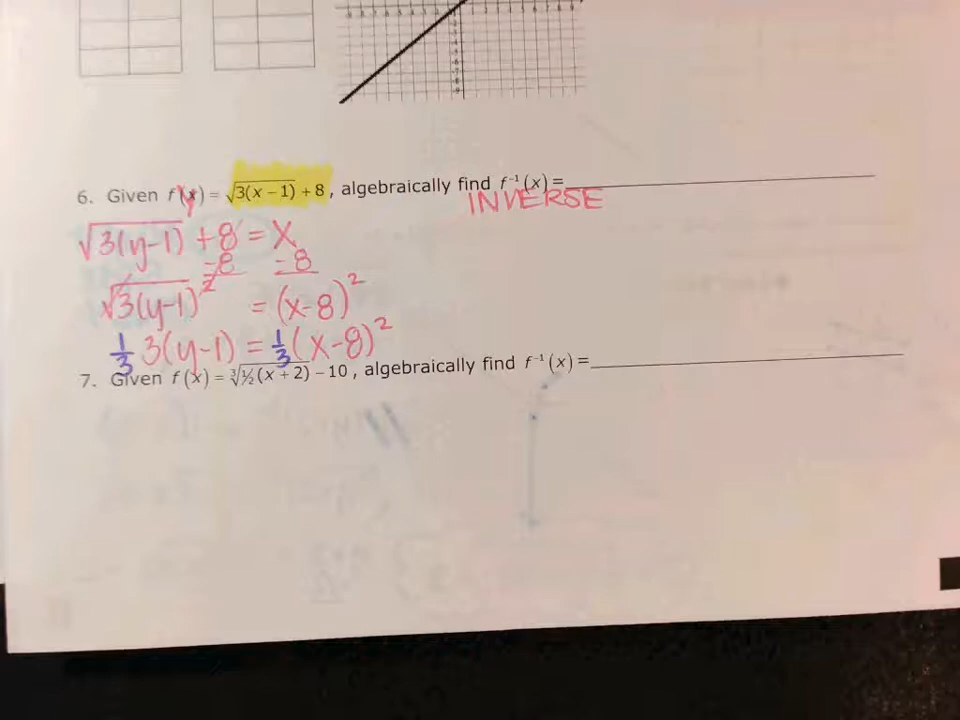 6. Given f(x) = √3(x − 1) + 8, algebraically find f⁻¹(x) = 
y
INVERSE
√3(y-1) + 8 = X
-8 -8
√3(y-1)² = (x-8)²
1/3 3(y-1) = 1/3 (x-8)²
7. Given f(x) = ∛½(x + 2) − 10, algebraically find f⁻¹(x) =